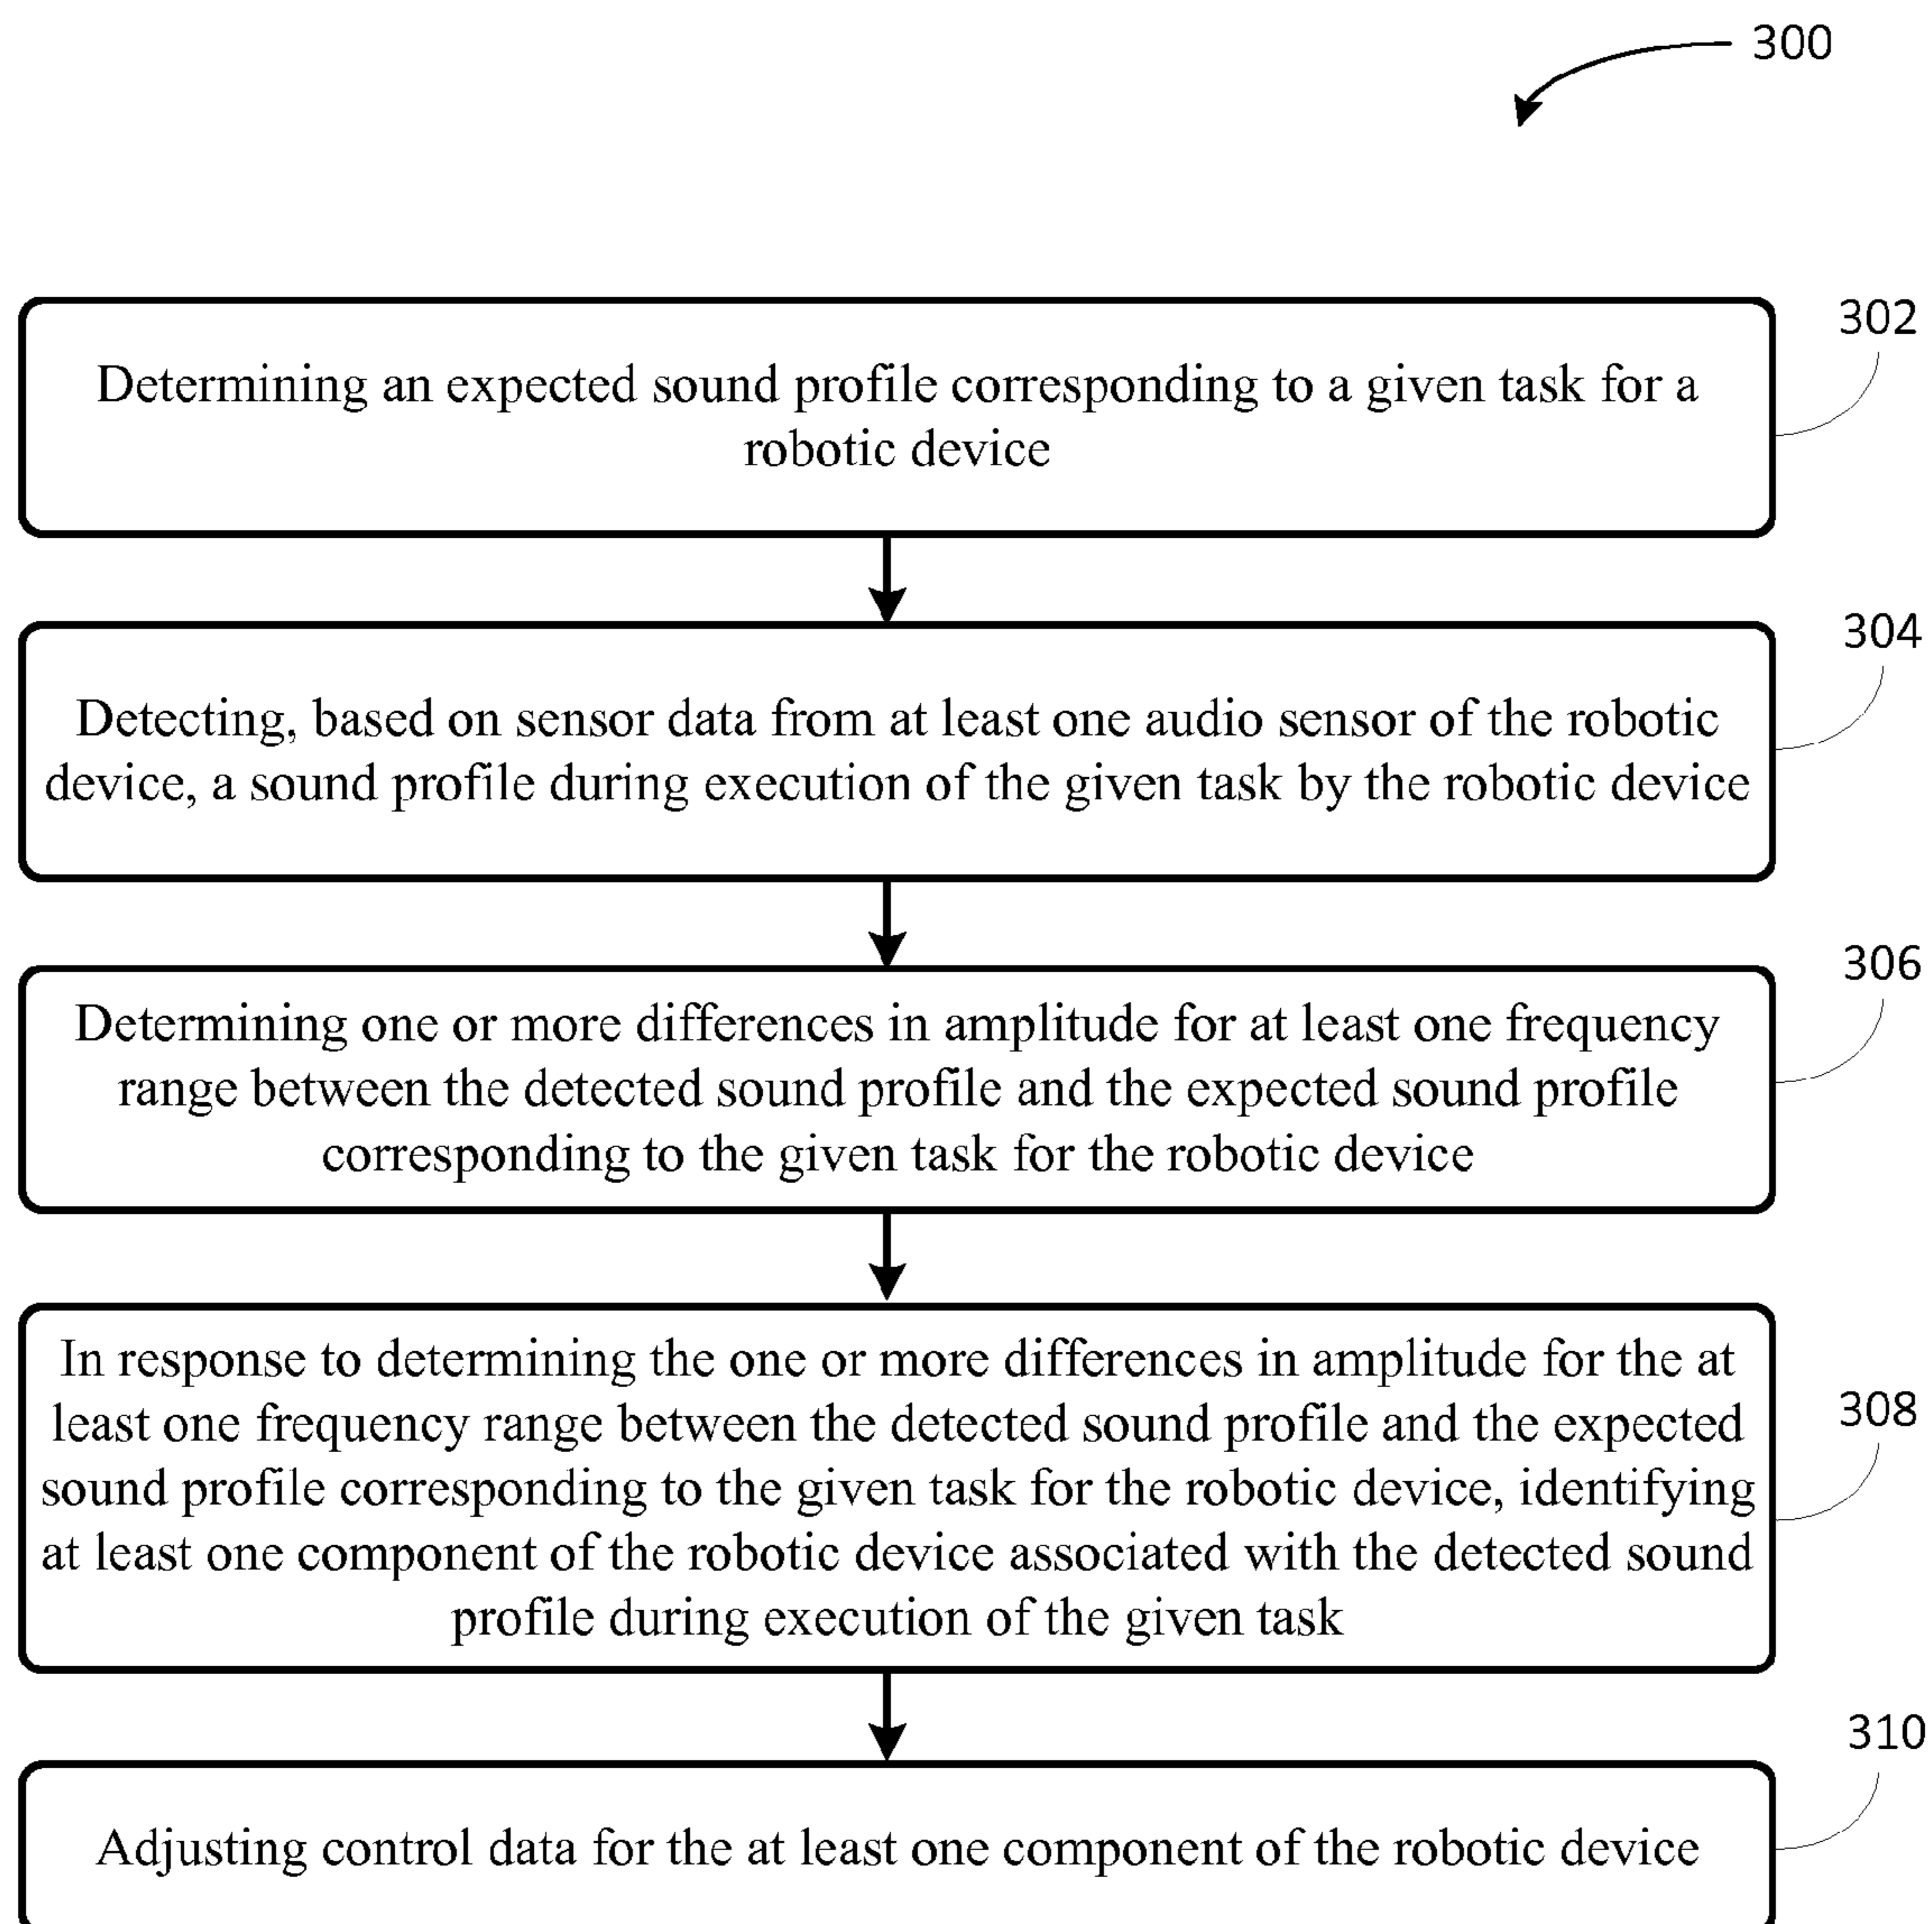 300
302
Determining an expected sound profile corresponding to a given task for a
robotic device
304
Detecting, based on sensor data from at least one audio sensor of the robotic
device, a sound profile during execution of the given task by the robotic device
306
Determining one or more differences in amplitude for at least one frequency
range between the detected sound profile and the expected sound profile
corresponding to the given task for the robotic device
308
In response to determining the one or more differences in amplitude for the at
least one frequency range between the detected sound profile and the expected
sound profile corresponding to the given task for the robotic device, identifying
at least one component of the robotic device associated with the detected sound
profile during execution of the given task
310
Adjusting control data for the at least one component of the robotic device